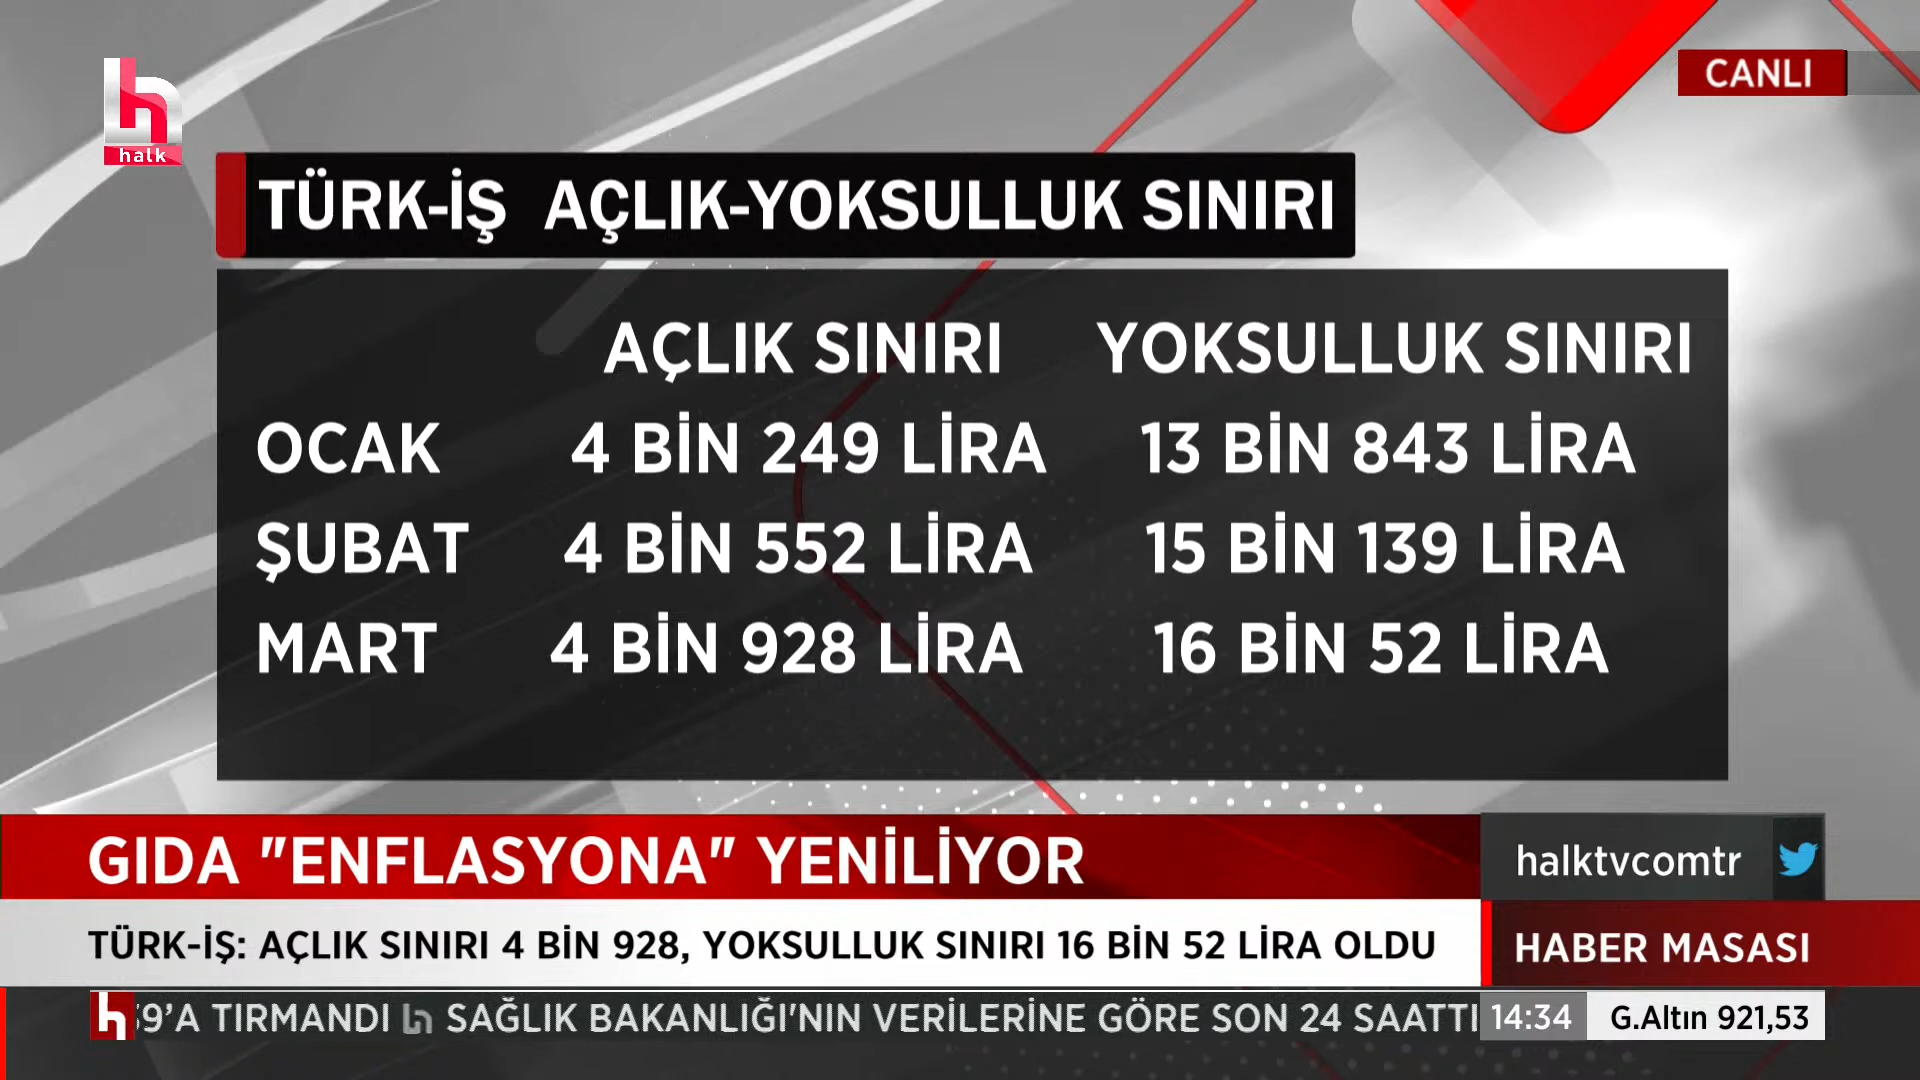 halk
CANLI
TÜRK-İŞ AÇLIK-YOKSULLUK SINIRI
AÇLIK SINIRI YOKSULLUK SINIRI
OCAK 4 BİN 249 LİRA 13 BİN 843 LİRA
ŞUBAT 4 BİN 552 LİRA 15 BİN 139 LİRA
MART 4 BİN 928 LİRA 16 BİN 52 LİRA
GIDA "ENFLASYONA" YENİLİYOR
halktvcomtr
TÜRK-İŞ: AÇLIK SINIRI 4 BİN 928, YOKSULLUK SINIRI 16 BİN 52 LİRA OLDU
HABER MASASI
9’A TIRMANDI SAĞLIK BAKANLIĞI'NIN VERİLERİNE GÖRE SON 24 SAATTI
14:34 G.Altın 921,53